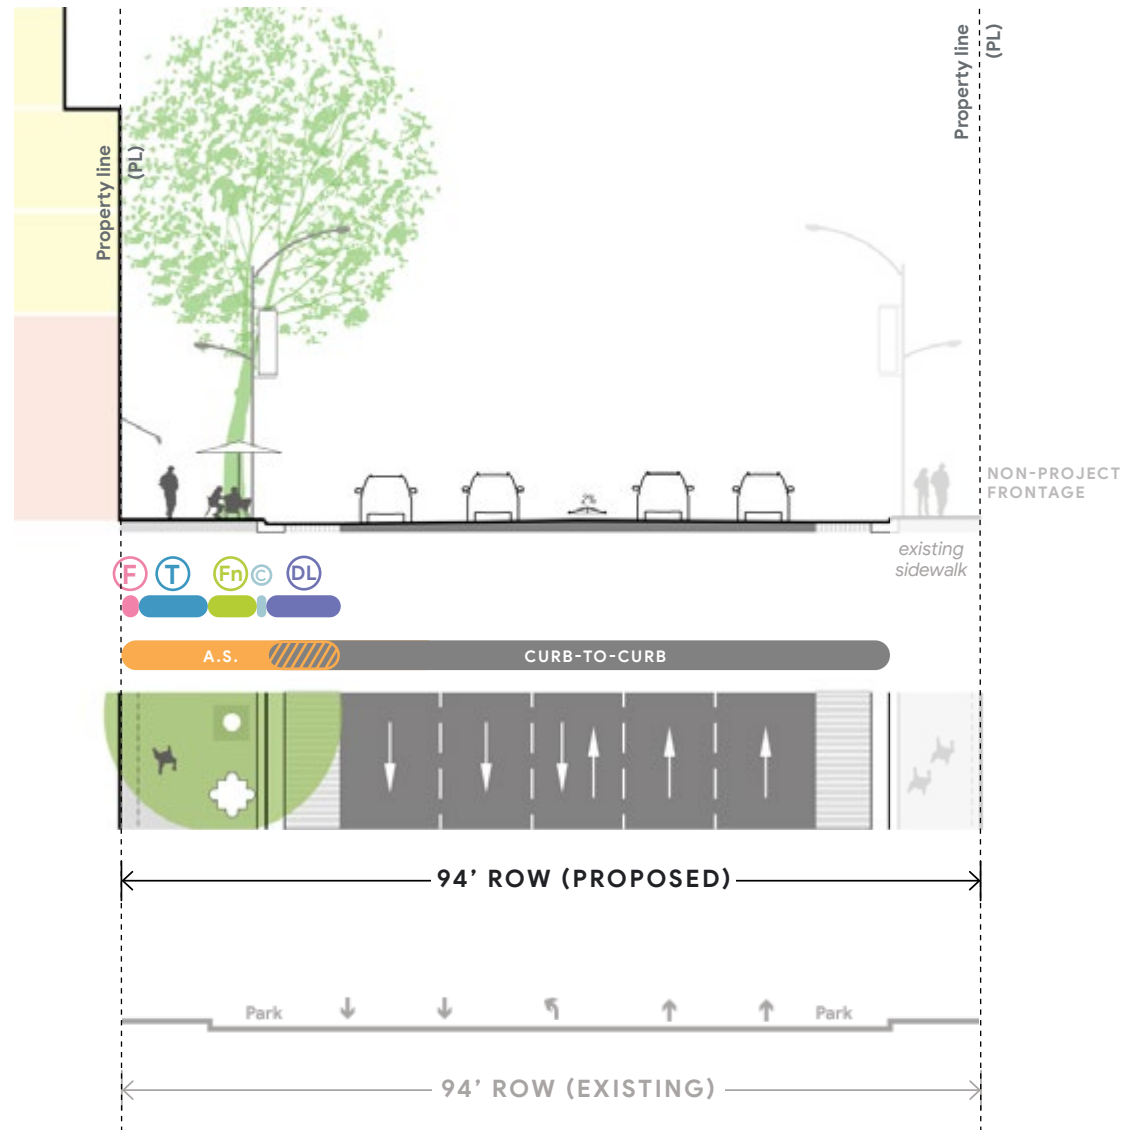 Property line
(PL)
Property line
(PL)
NON-PROJECT
FRONTAGE
existing
sidewalk
F T Fn C DL
A.S. CURB-TO-CURB
94’ ROW (PROPOSED)
Park Park
94’ ROW (EXISTING)